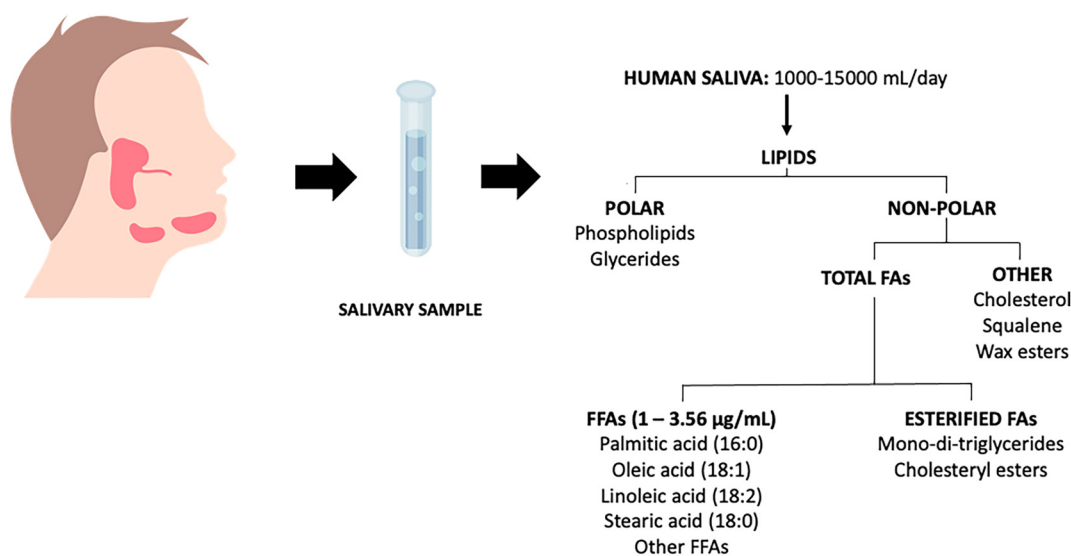 HUMAN SALIVA: 1000-15000 mL/day
LIPIDS
POLAR
Phospholipids
Glycerides
NON-POLAR
TOTAL FAs
OTHER
Cholesterol
Squalene
Wax esters
SALIVARY SAMPLE
FFAs (1 – 3.56 µg/mL)
Palmitic acid (16:0)
Oleic acid (18:1)
Linoleic acid (18:2)
Stearic acid (18:0)
Other FFAs
ESTERIFIED FAs
Mono-di-triglycerides
Cholesteryl esters